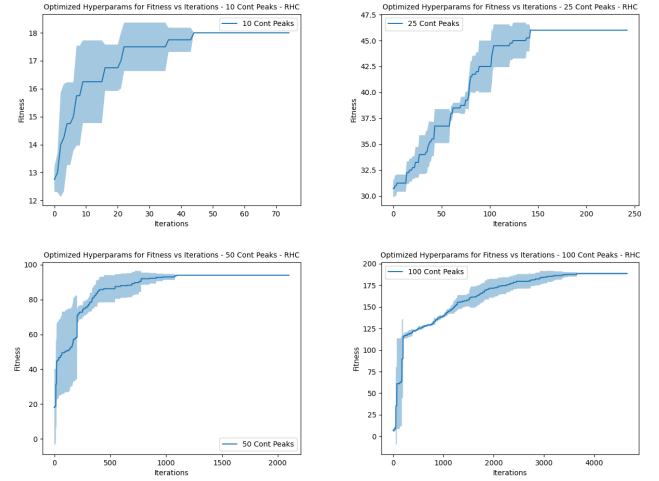 Optimized Hyperparams for Fitness vs Iterations - 10 Cont Peaks - RHC
10 Cont Peaks
18
17
16
15
14
13
12
Fitness
0 10 20 30 40 50 60 70
Iterations
Optimized Hyperparams for Fitness vs Iterations - 25 Cont Peaks - RHC
25 Cont Peaks
47.5
45.0
42.5
40.0
37.5
35.0
32.5
30.0
Fitness
0 50 100 150 200 250
Iterations
Optimized Hyperparams for Fitness vs Iterations - 50 Cont Peaks - RHC
100
80
60
40
20
0
Fitness
50 Cont Peaks
0 500 1000 1500 2000
Iterations
Optimized Hyperparams for Fitness vs Iterations - 100 Cont Peaks - RHC
100 Cont Peaks
200
175
150
125
100
75
50
25
0
Fitness
0 1000 2000 3000 4000
Iterations